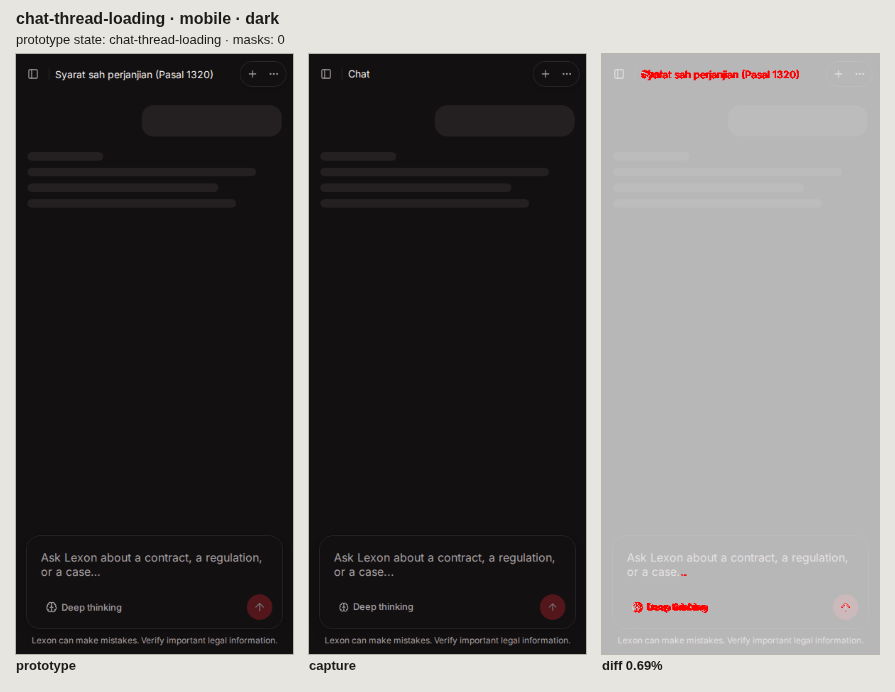 chat-thread-loading · mobile · dark
prototype state: chat-thread-loading · masks: 0
Syarat sah perjanjian (Pasal 1320)
Ask Lexon about a contract, a regulation,
or a case...
Deep thinking
Lexon can make mistakes. Verify important legal information.
prototype
Chat
Ask Lexon about a contract, a regulation,
or a case...
Deep thinking
Lexon can make mistakes. Verify important legal information.
capture
sah perjanjian (Pasal 1320)
Ask Lexon about a contract, a regulation,
or a case...
Lexon can make mistakes. Verify important legal information.
diff 0.69%